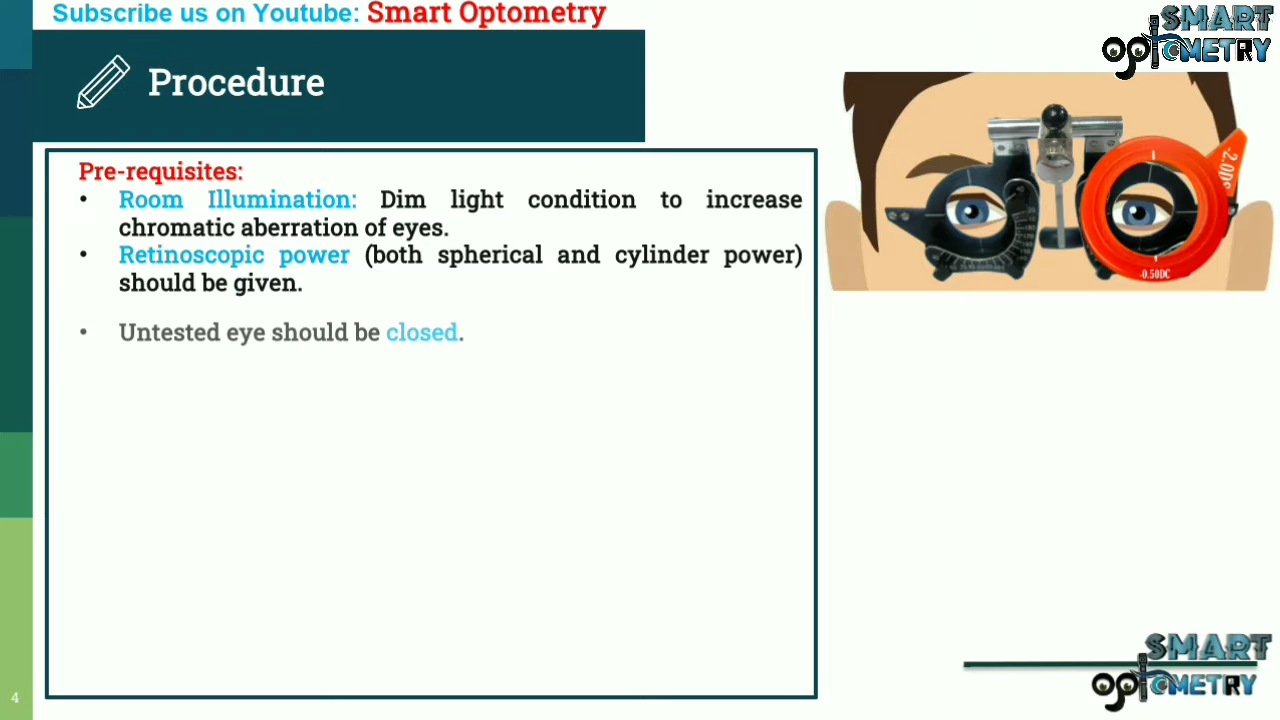 Subscribe us on Youtube: Smart Optometry
SMART
OPTOMETRY
Procedure
Pre-requisites:
• Room Illumination: Dim light condition to increase
chromatic aberration of eyes.
• Retinoscopic power (both spherical and cylinder power)
should be given.
• Untested eye should be closed.
-2.0Ds
-0.50DC
SMART
OPTOMETRY
4